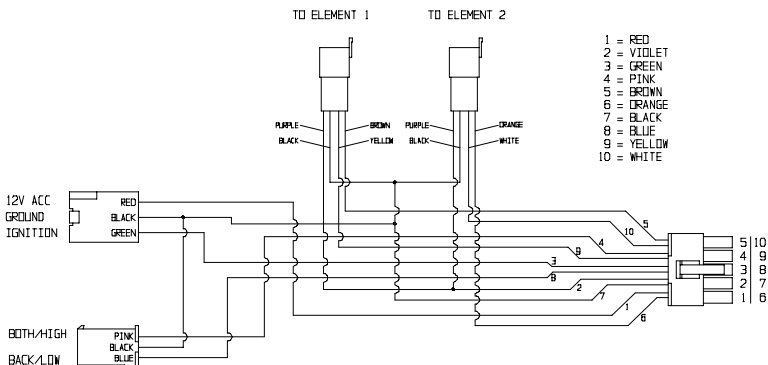 TO ELEMENT 1 TO ELEMENT 2
1 = RED
2 = VIOLET
3 = GREEN
4 = PINK
5 = BROWN
6 = ORANGE
7 = BLACK
8 = BLUE
9 = YELLOW
10 = WHITE
PURPLE BROWN PURPLE ORANGE
BLACK YELLOW BLACK WHITE
12V ACC RED
GROUND BLACK
IGNITION GREEN
5
10
4
9
3
8
2
7
1
6
5 10
4 9
3 8
2 7
1 6
BOTH/HIGH PINK
BLACK
BACK/LOW BLUE